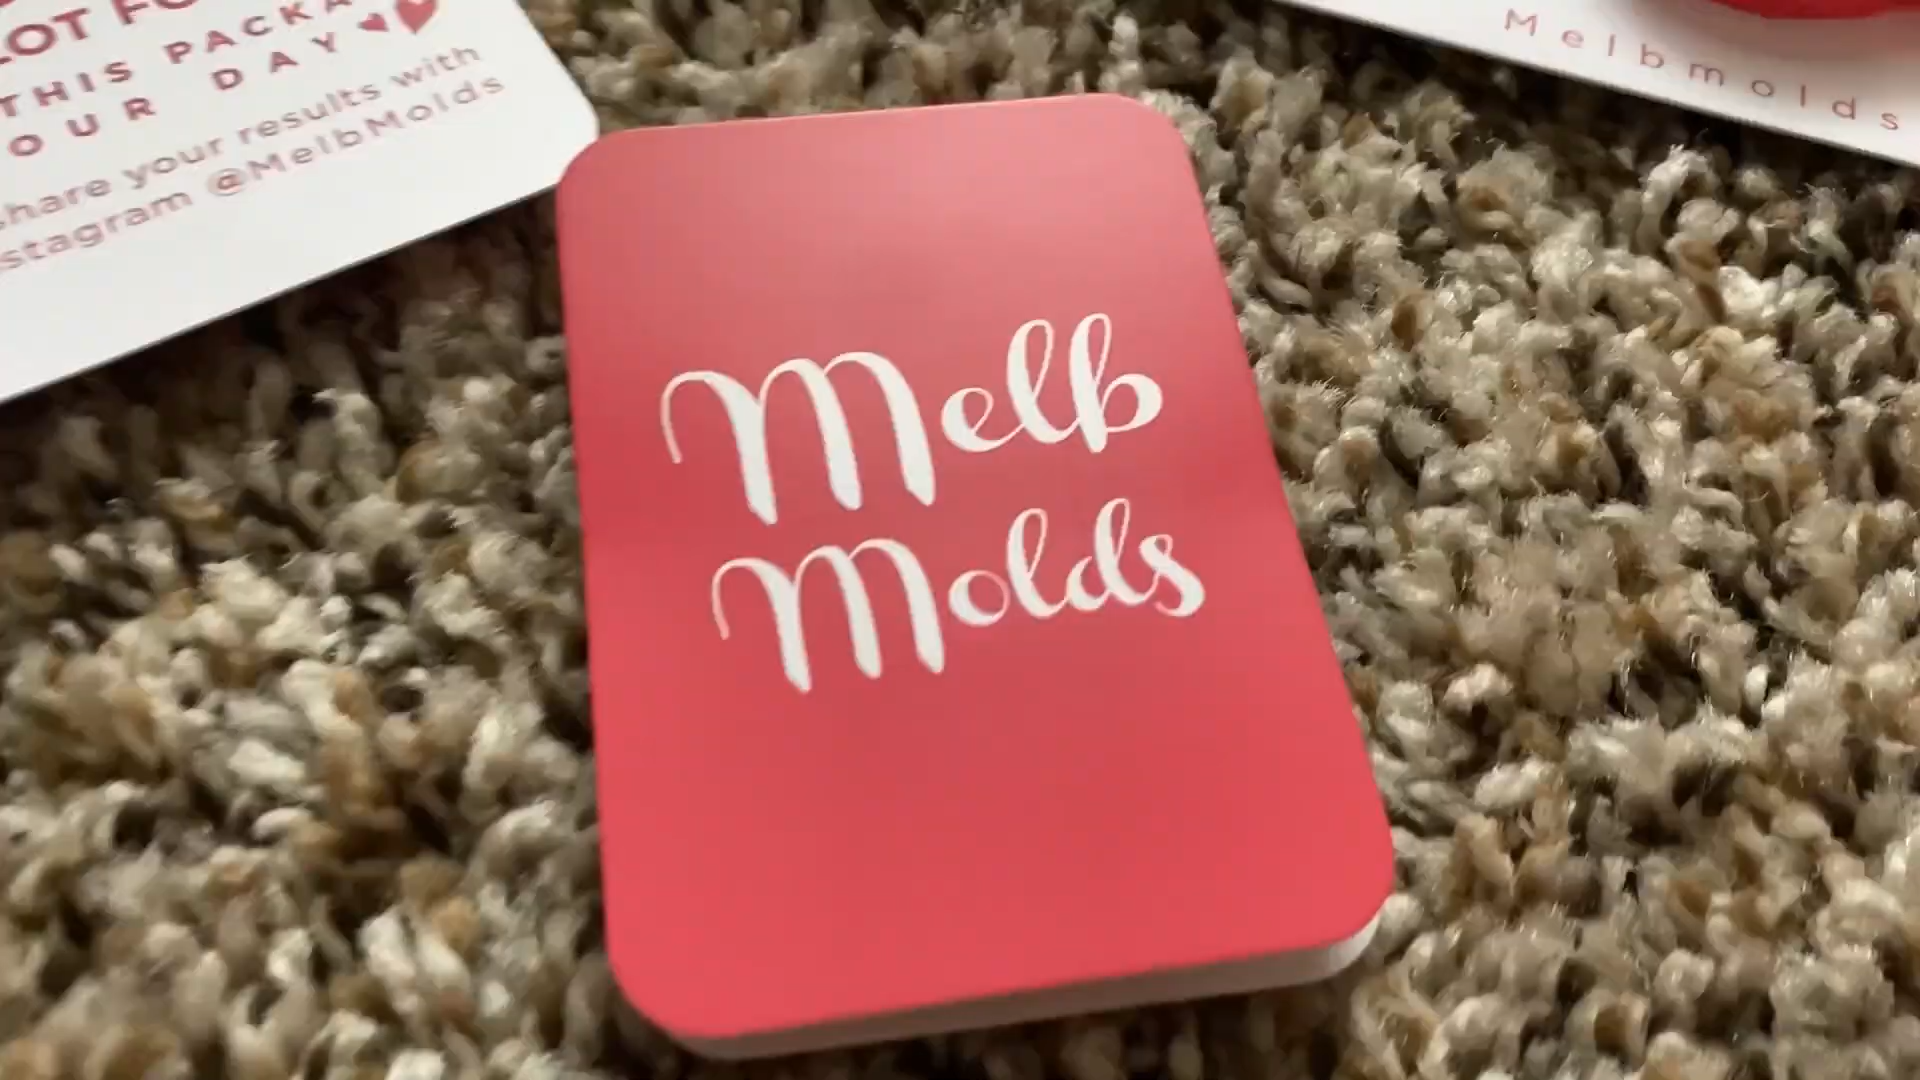 LOT FO
THIS PACKA
OUR DAY
share your results with
stagram @MelbMolds
Melb
Molds
Melbmolds